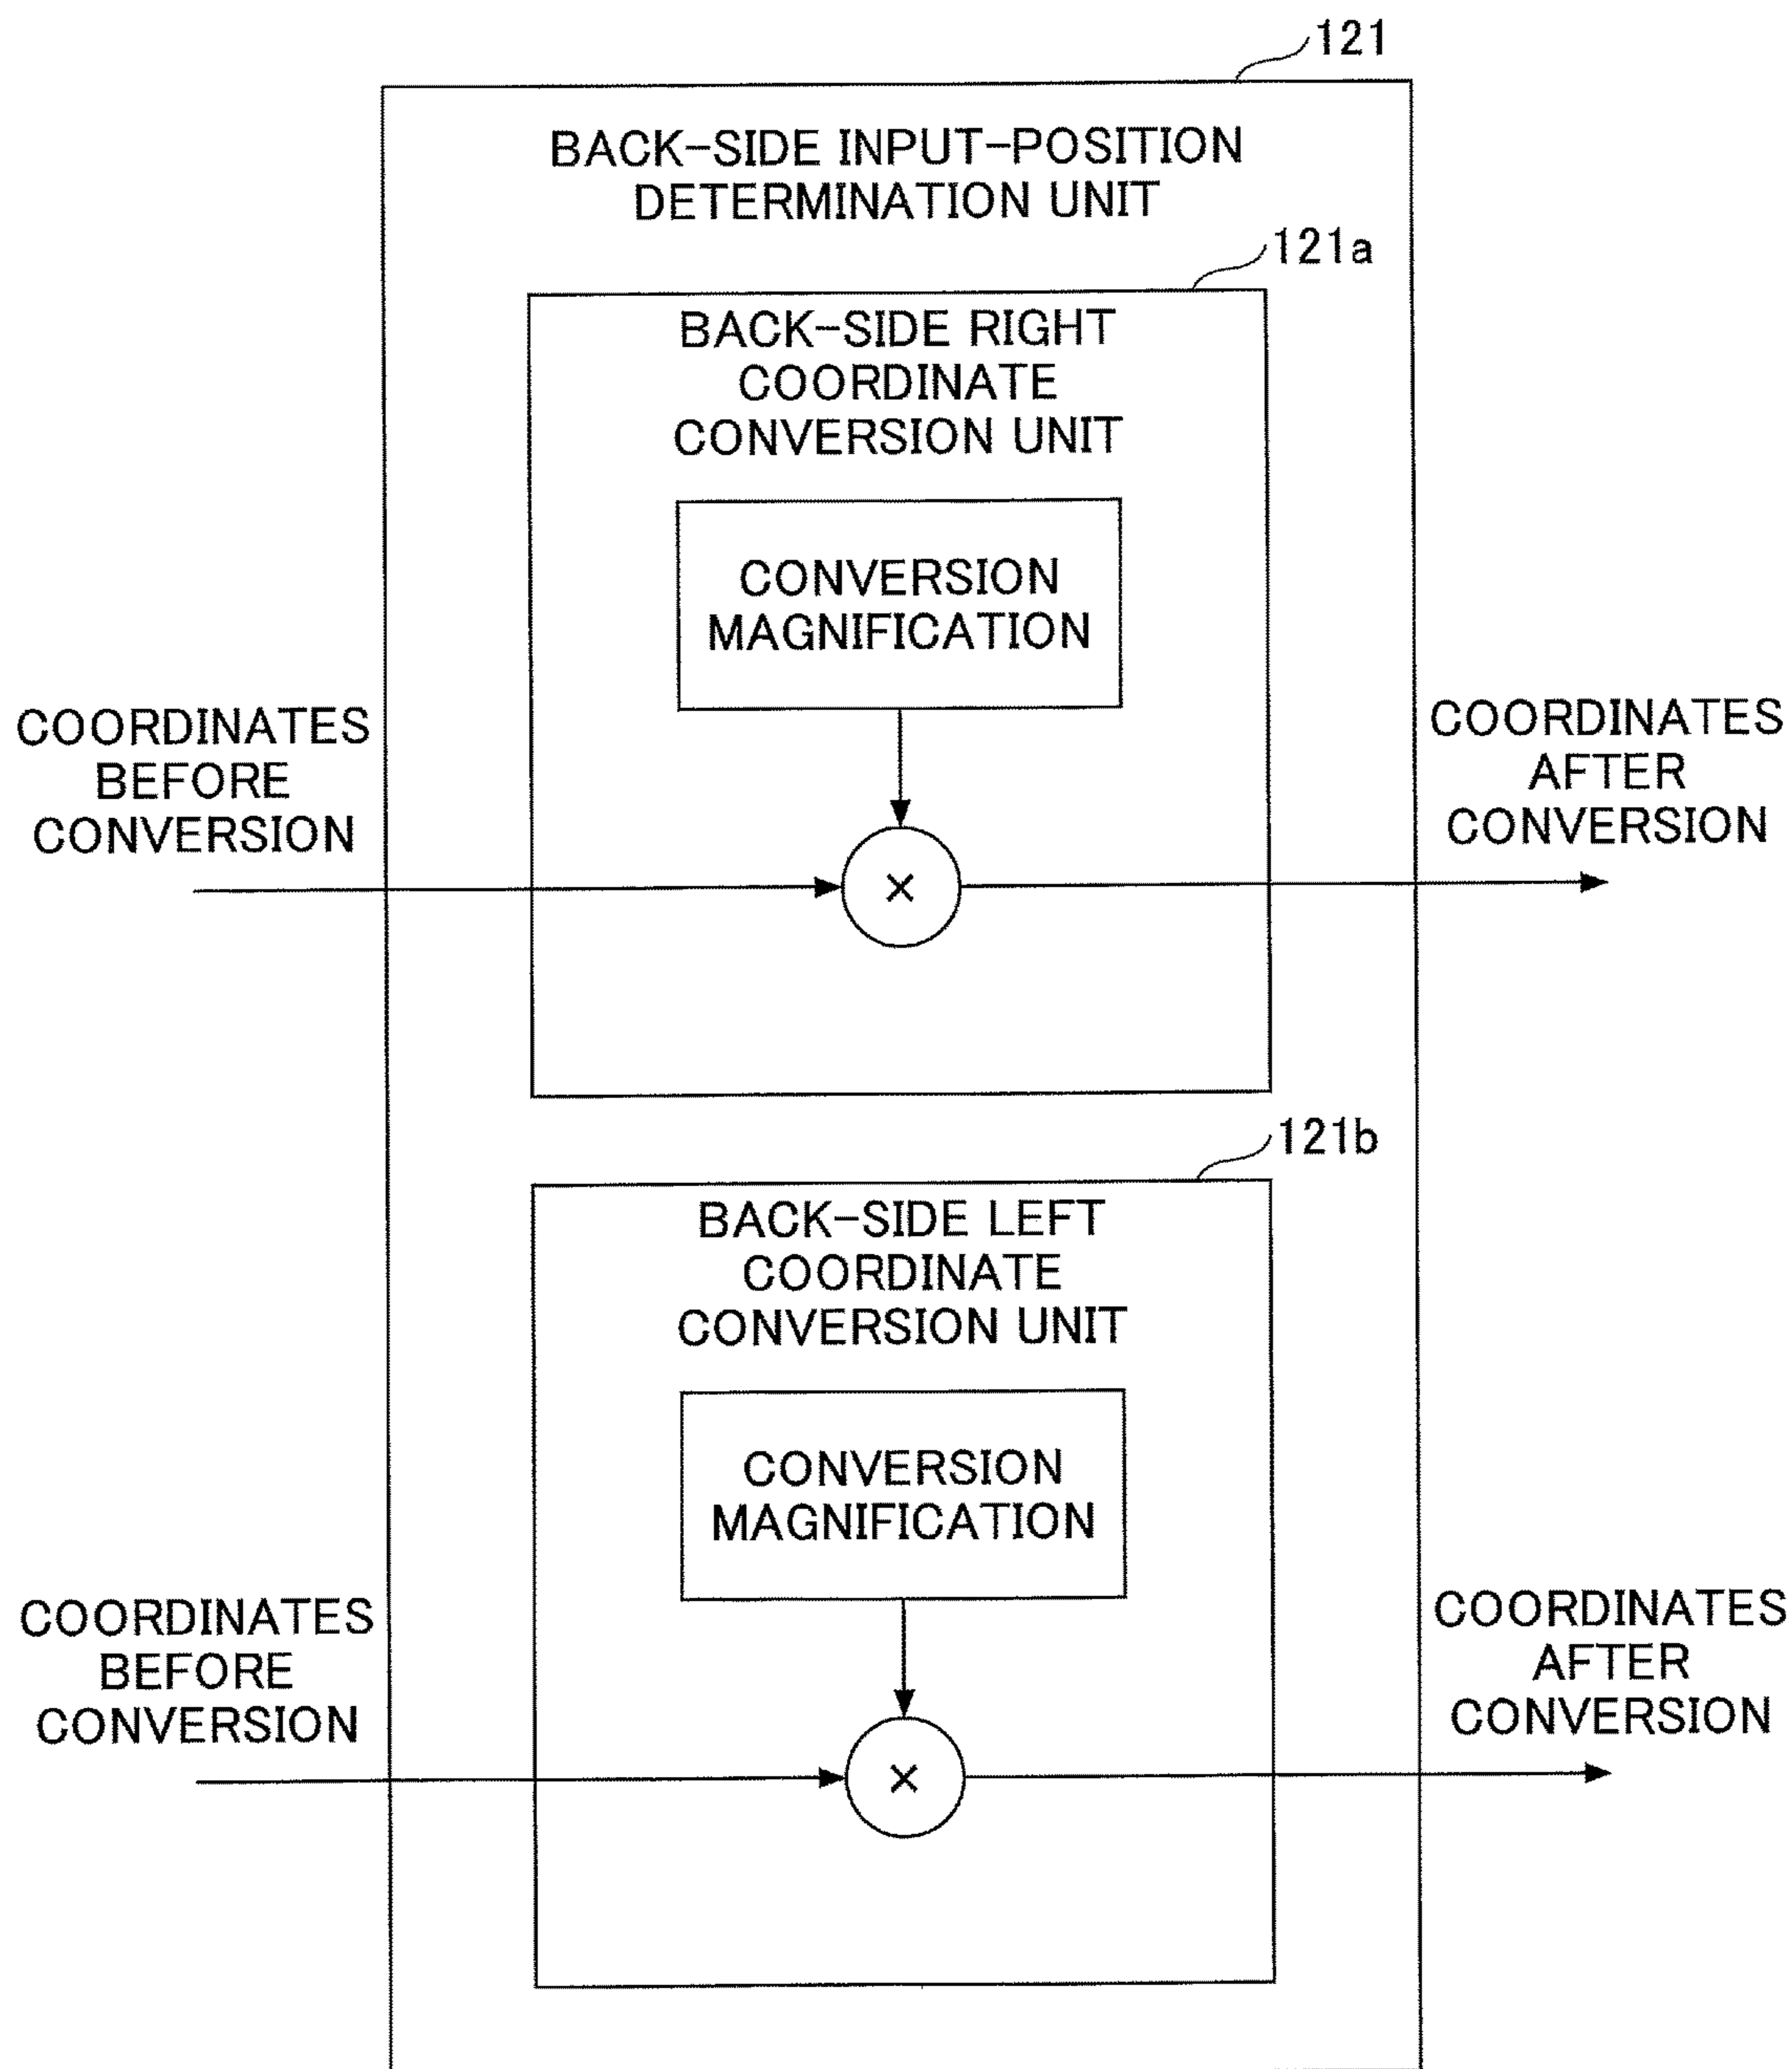 121
BACK-SIDE INPUT-POSITION
DETERMINATION UNIT
121a
BACK-SIDE RIGHT
COORDINATE
CONVERSION UNIT
CONVERSION
MAGNIFICATION
COORDINATES
BEFORE
CONVERSION
×
COORDINATES
AFTER
CONVERSION
121b
BACK-SIDE LEFT
COORDINATE
CONVERSION UNIT
CONVERSION
MAGNIFICATION
COORDINATES
BEFORE
CONVERSION
×
COORDINATES
AFTER
CONVERSION